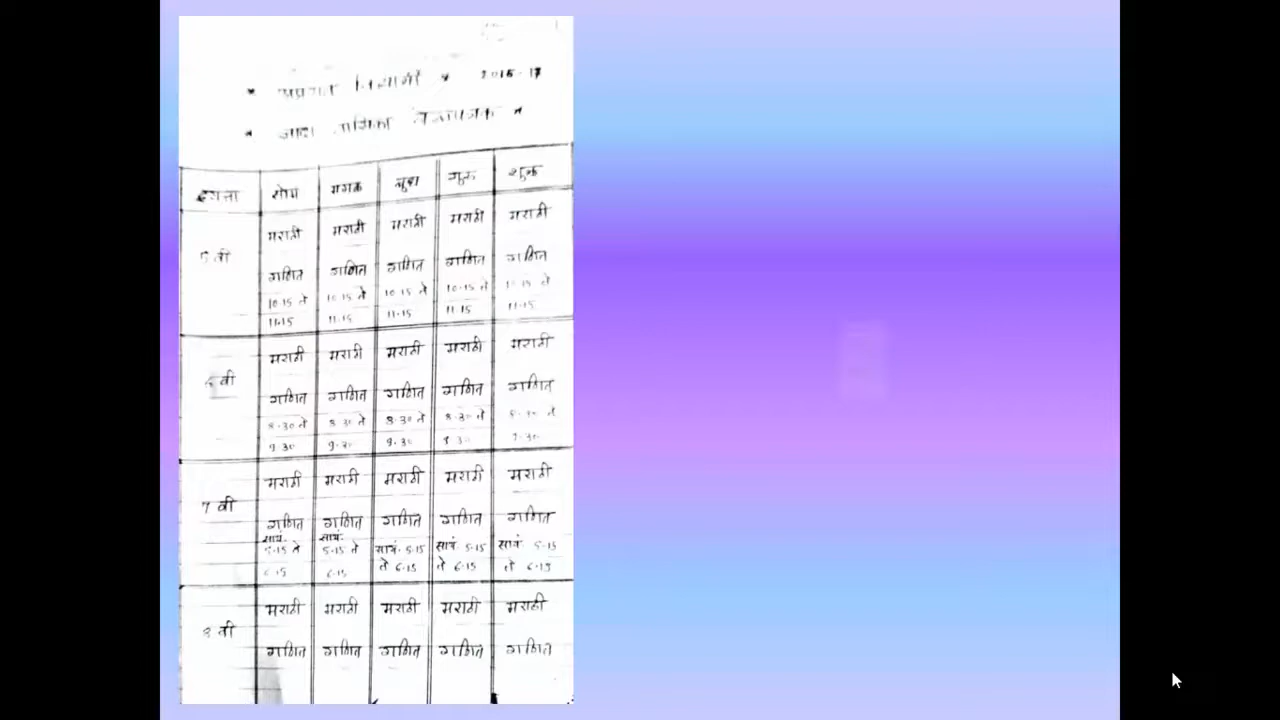 * अप्रगत विद्यार्थी * 2016-17
* जादा तासिका वेळापत्रक *
इयत्ता सोम मंगळ बुध गुरु शुक्र
मराठी मराठी मराठी मराठी मराठी
5 वी
गणित गणित गणित गणित गणित
10.15 ते 10.15 ते 10.15 ते 10.15 ते 10.15 ते
11.15 11.15 11.15 11.15 11.15
मराठी मराठी मराठी मराठी मराठी
6 वी
गणित गणित गणित गणित गणित
8.30 ते 8.30 ते 8.30 ते 8.30 ते 8.30 ते
9.30 9.30 9.30 9.30 9.30
मराठी मराठी मराठी मराठी मराठी
7 वी
गणित गणित गणित गणित गणित
सायं. सायं.
5.15 ते 5.15 ते सायं. 5.15 सायं. 5.15 सायं. 5.15
6.15 6.15 ते 6.15 ते 6.15 ते 6.15
मराठी मराठी मराठी मराठी मराठी
8 वी
गणित गणित गणित गणित गणित